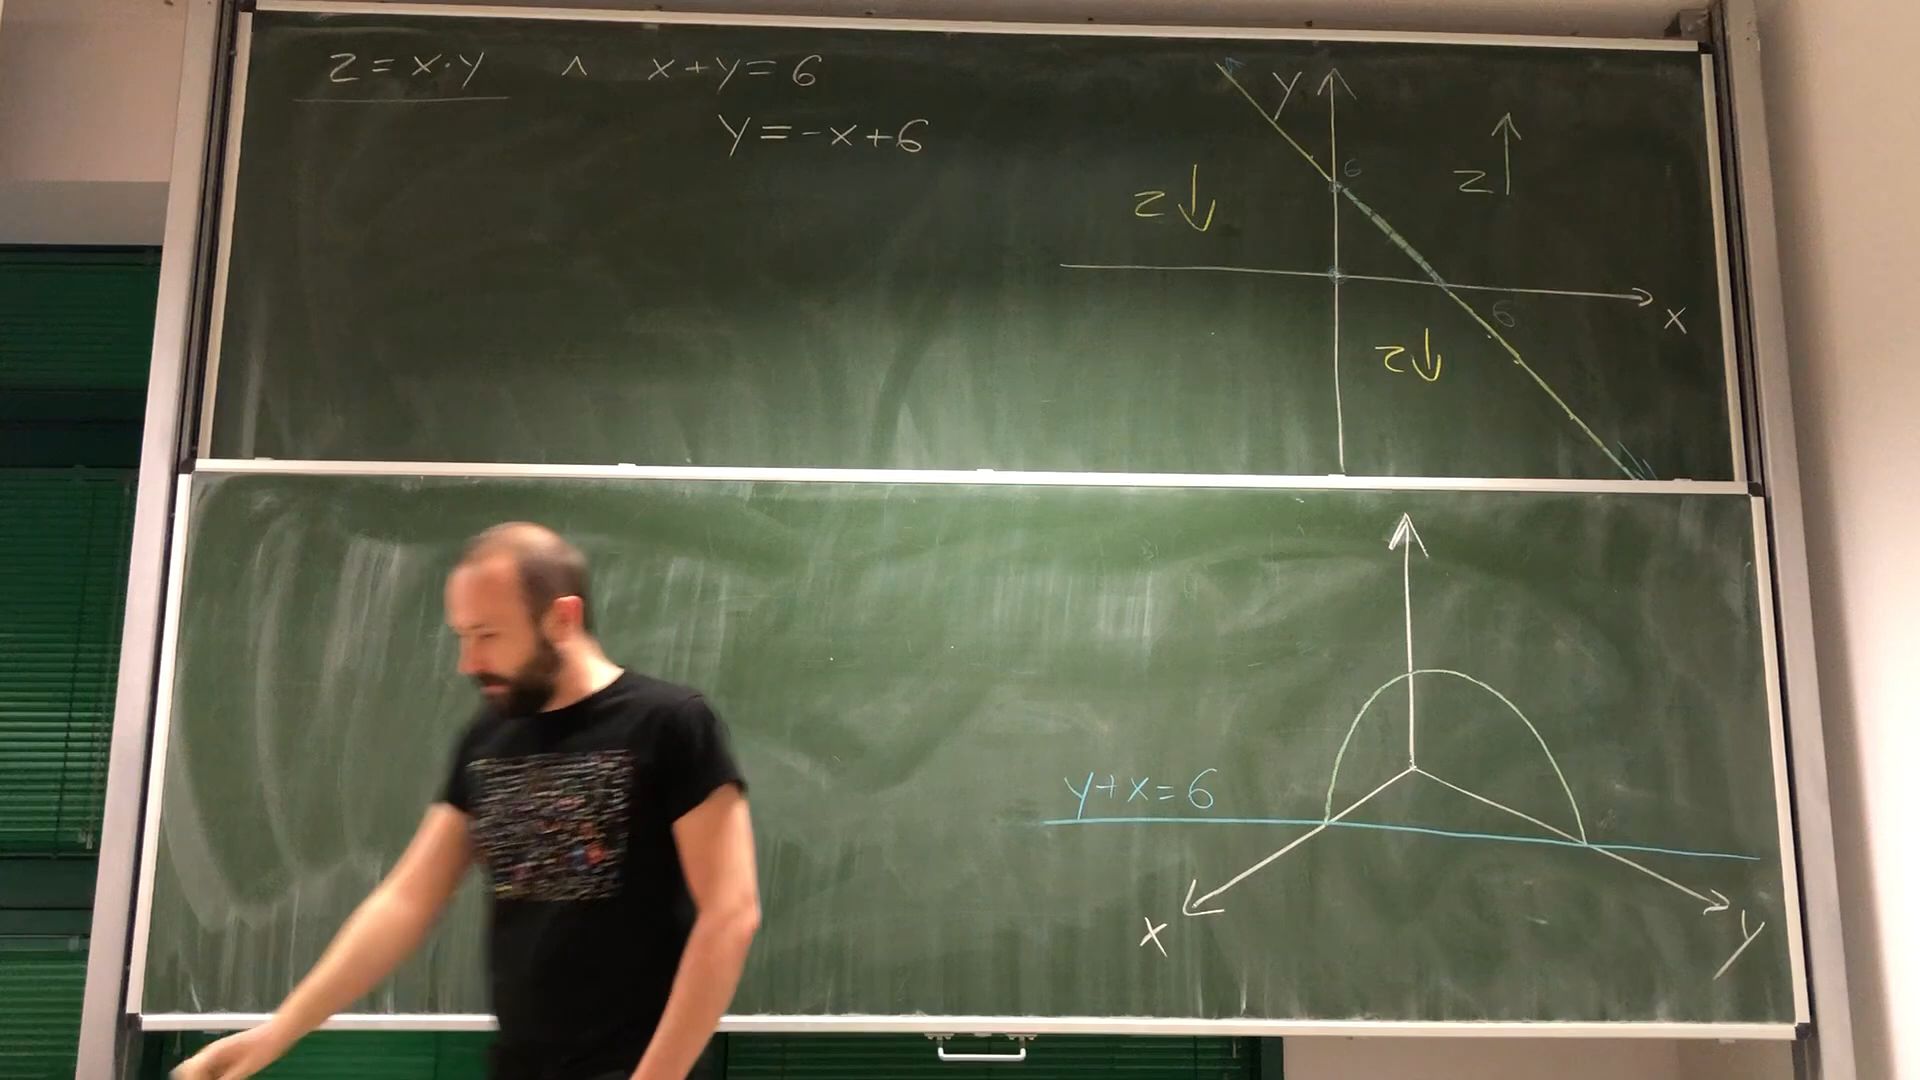 z = x·y ∧ x+y=6
y=-x+6
y
6
z↑
z↓
6
x
z↓
y+x=6
x
y